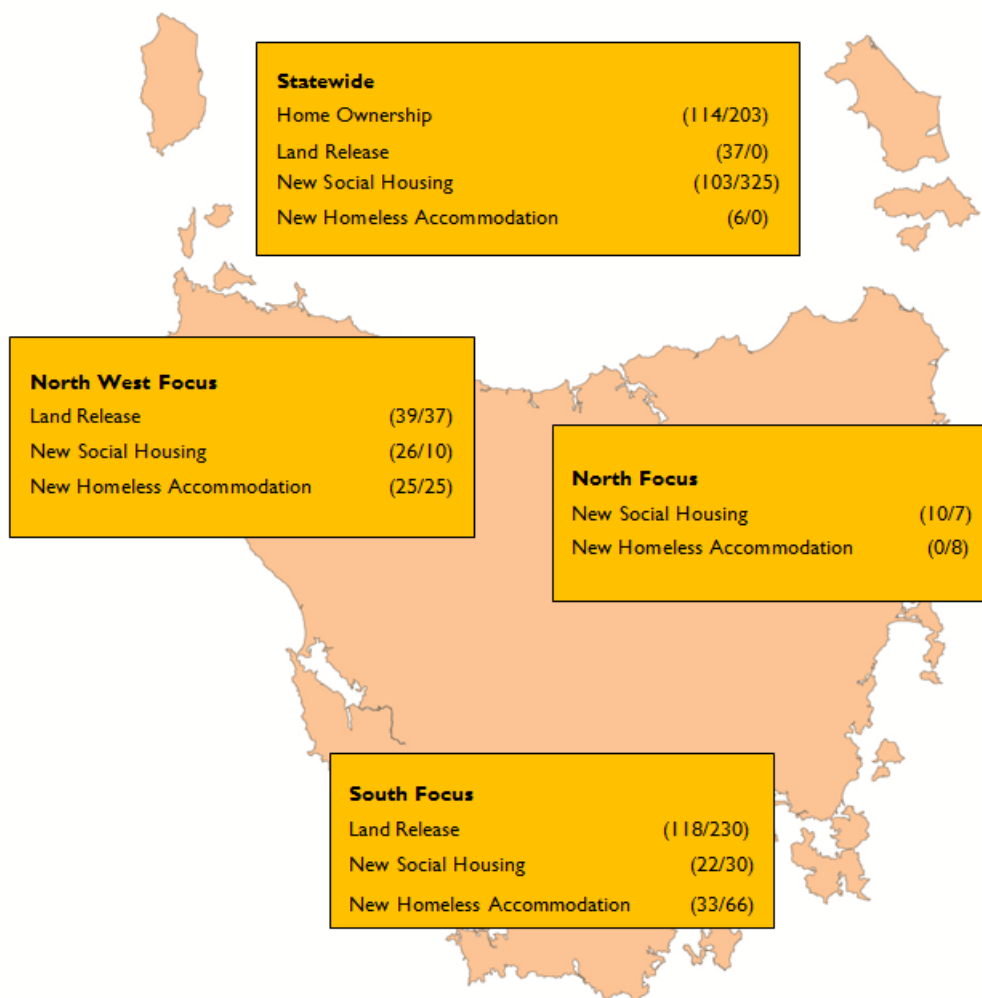 Statewide
Home Ownership (114/203)
Land Release (37/0)
New Social Housing (103/325)
New Homeless Accommodation (6/0)
North West Focus
Land Release (39/37)
New Social Housing (26/10)
New Homeless Accommodation (25/25)
North Focus
New Social Housing (10/7)
New Homeless Accommodation (0/8)
South Focus
Land Release (118/230)
New Social Housing (22/30)
New Homeless Accommodation (33/66)